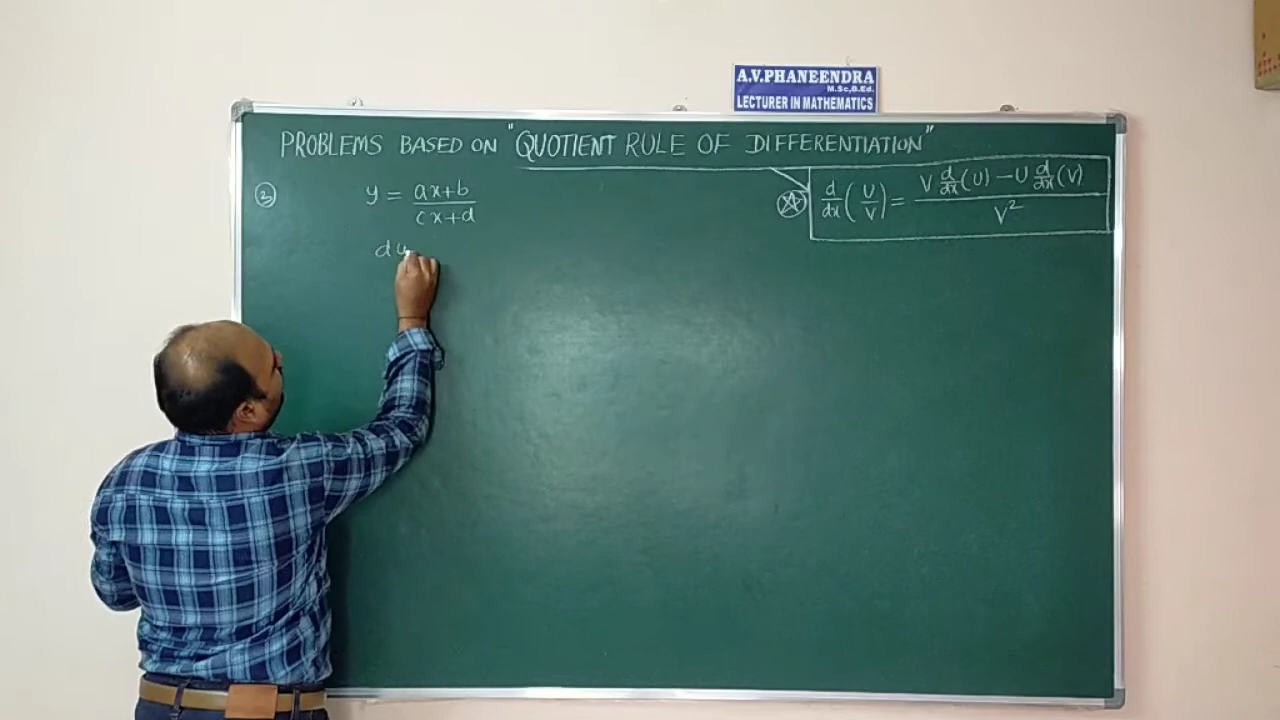 A.V.PHANEENDRA
M.Sc,B.Ed.
LECTURER IN MATHEMATICS
PROBLEMS BASED ON "QUOTIENT RULE OF DIFFERENTIATION"
d/dx (U/V) = (V d/dx (U) - U d/dx (V)) / V²
y = (ax+b) / (cx+d)
dy